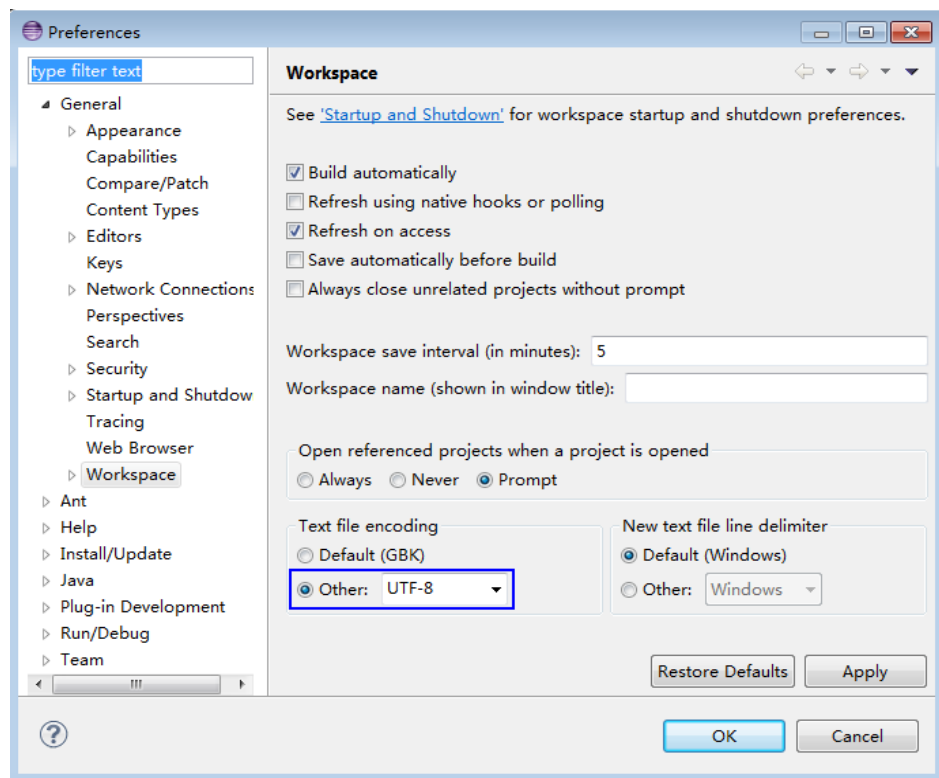 Preferences
type filter text
General
Appearance
Capabilities
Compare/Patch
Content Types
Editors
Keys
Network Connections
Perspectives
Search
Security
Startup and Shutdow
Tracing
Web Browser
Workspace
Ant
Help
Install/Update
Java
Plug-in Development
Run/Debug
Team
Workspace
See 'Startup and Shutdown' for workspace startup and shutdown preferences.
Build automatically
Refresh using native hooks or polling
Refresh on access
Save automatically before build
Always close unrelated projects without prompt
Workspace save interval (in minutes): 5
Workspace name (shown in window title):
Open referenced projects when a project is opened
Always Never Prompt
Text file encoding
Default (GBK)
Other: UTF-8
New text file line delimiter
Default (Windows)
Other: Windows
Restore Defaults Apply
OK Cancel